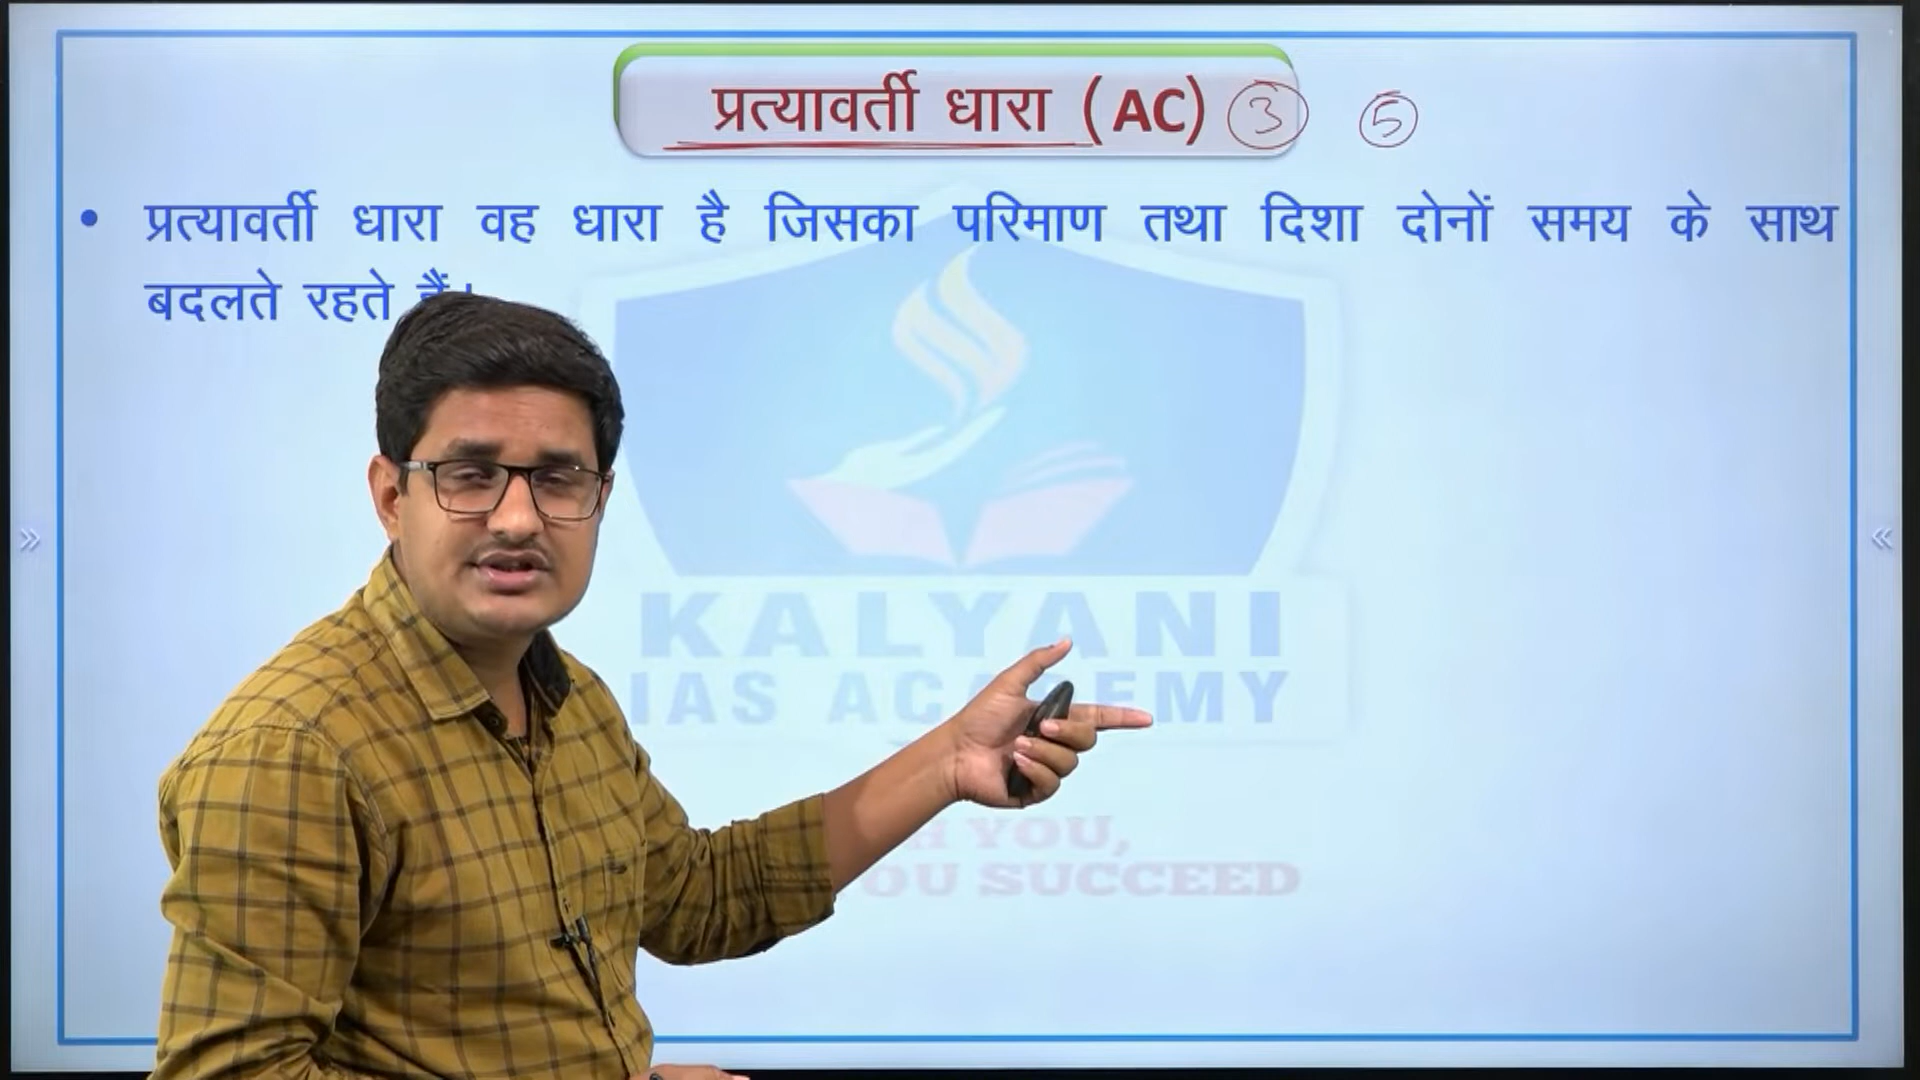 प्रत्यावर्ती धारा (AC) 3 5
• प्रत्यावर्ती धारा वह धारा है जिसका परिमाण तथा दिशा दोनों समय के साथ
बदलते रहते हैं।
KALYANI
IAS ACADEMY
YOU,
YOU SUCCEED